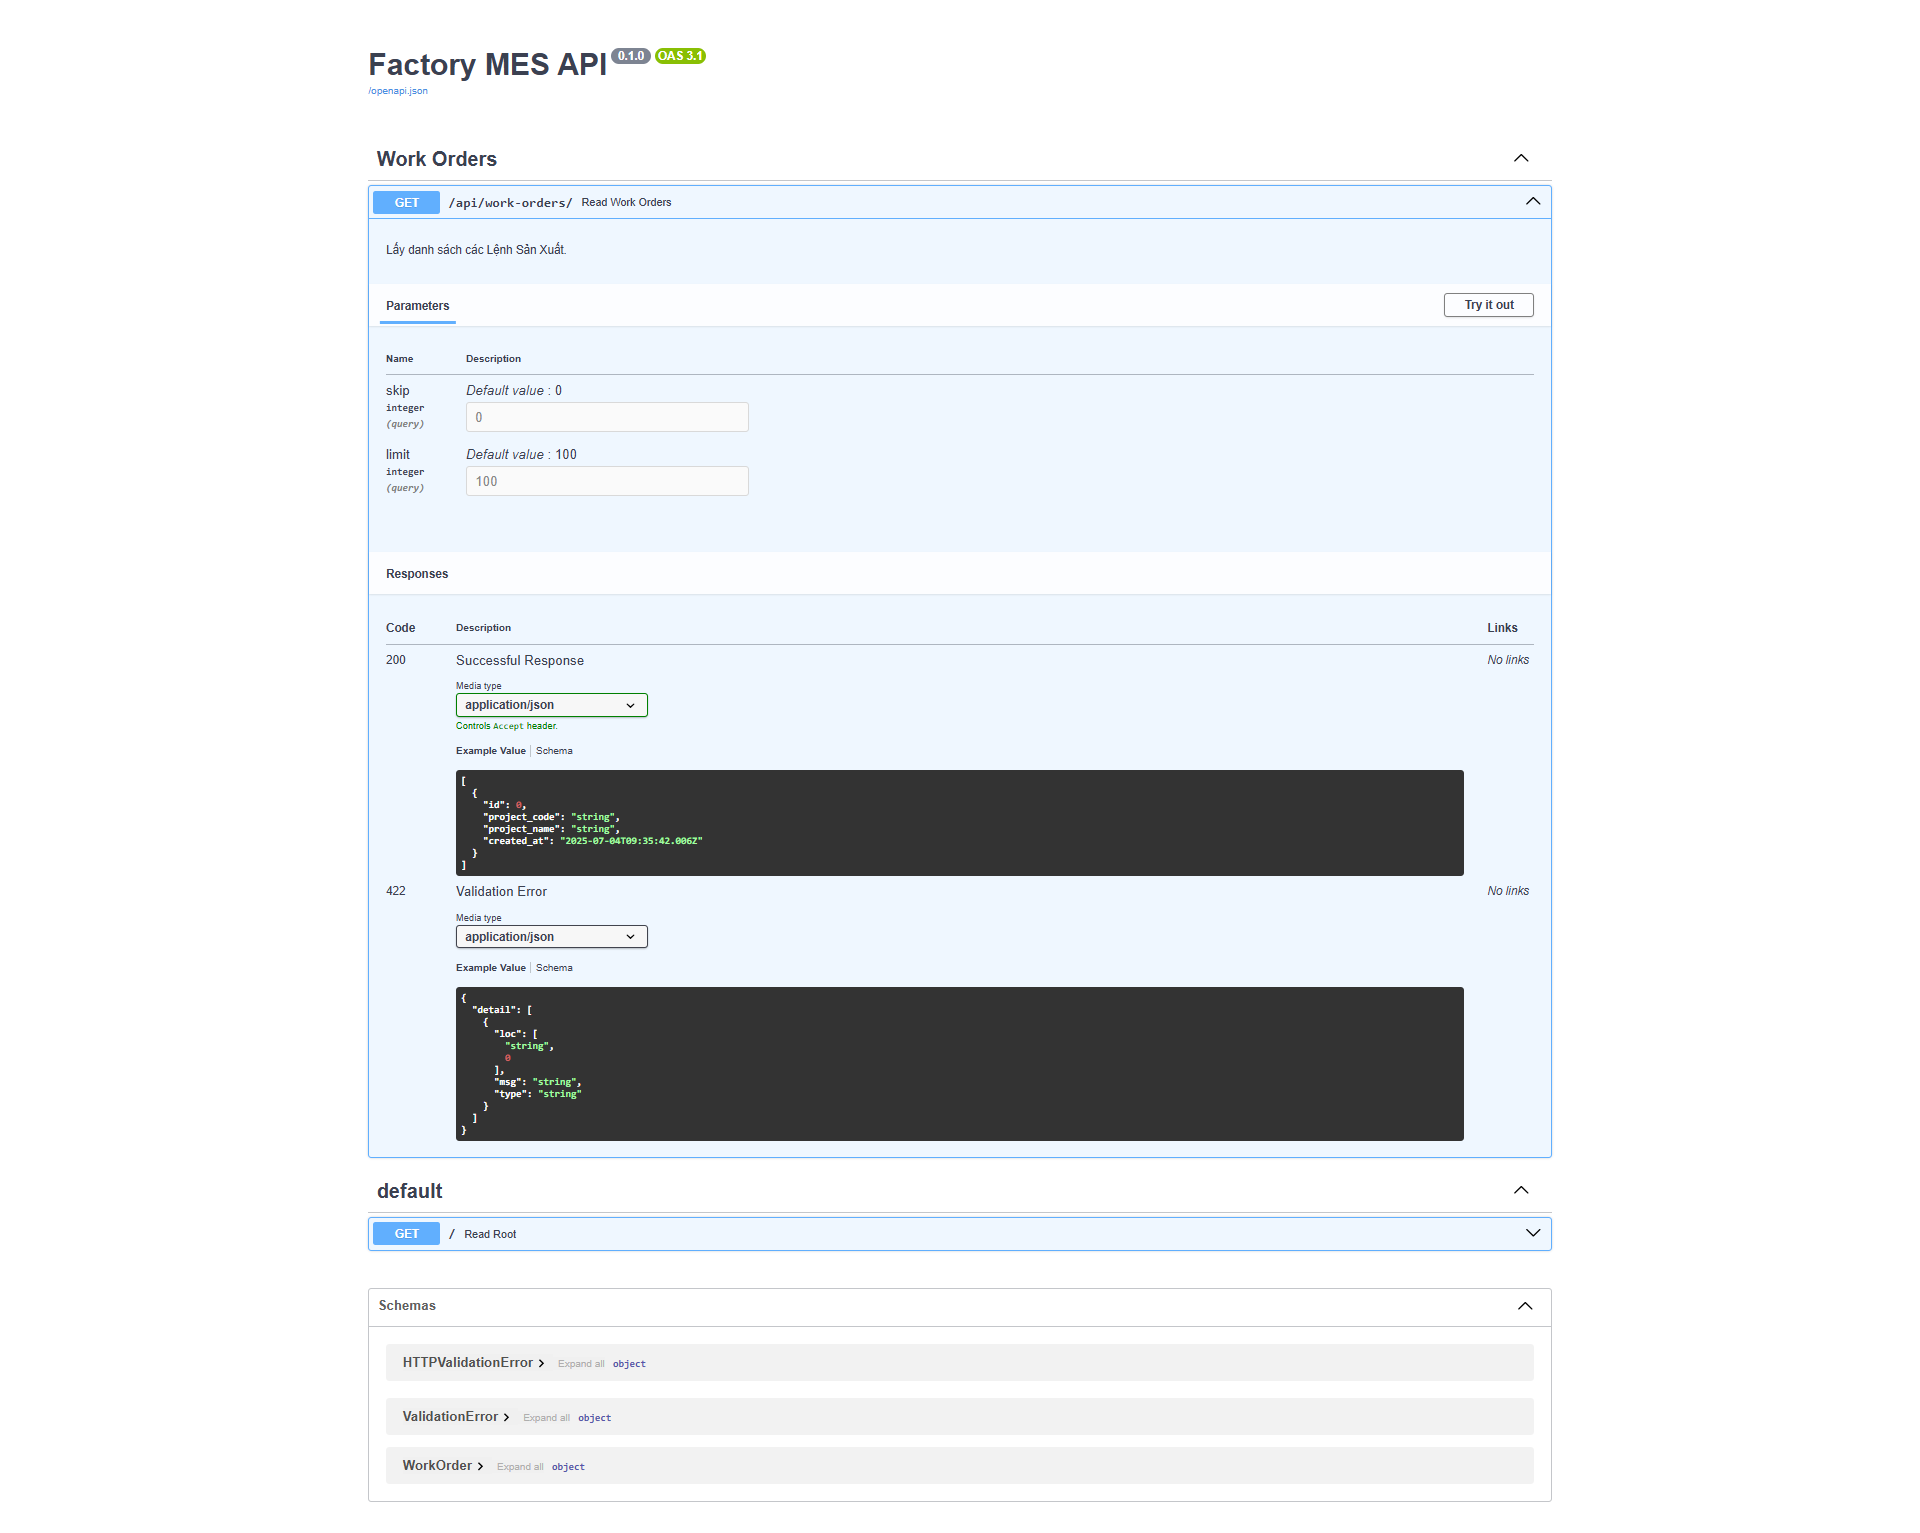 Factory MES API 0.1.0 OAS 3.1
/openapi.json
Work Orders
GET /api/work-orders/ Read Work Orders
Lấy danh sách các Lệnh Sản Xuất.
Parameters Try it out
Name Description
skip Default value : 0
integer 0
(query)
limit Default value : 100
integer 100
(query)
Responses
Code Description Links
200 Successful Response No links
Media type
application/json
Controls Accept header.
Example Value Schema
[
  {
    "id": 0,
    "project_code": "string",
    "project_name": "string",
    "created_at": "2025-07-04T09:35:42.006Z"
  }
]
422 Validation Error No links
Media type
application/json
Example Value Schema
{
  "detail": [
    {
      "loc": [
        "string",
        0
      ],
      "msg": "string",
      "type": "string"
    }
  ]
}
default
GET / Read Root
Schemas
HTTPValidationError Expand all object
ValidationError Expand all object
WorkOrder Expand all object